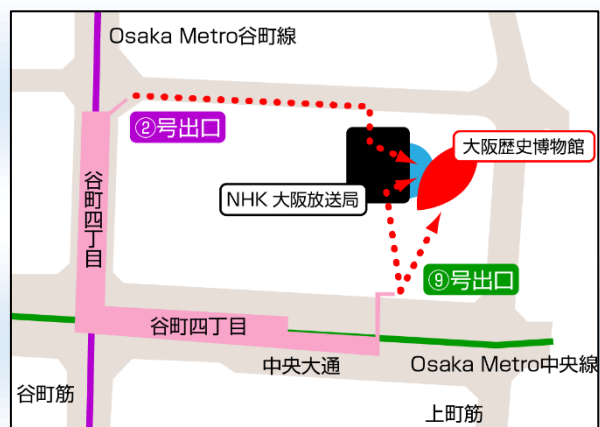 Osaka Metro谷町線
②号出口
大阪歴史博物館
NHK 大阪放送局
谷町四丁目
⑨号出口
谷町四丁目
中央大通
Osaka Metro中央線
谷町筋
上町筋